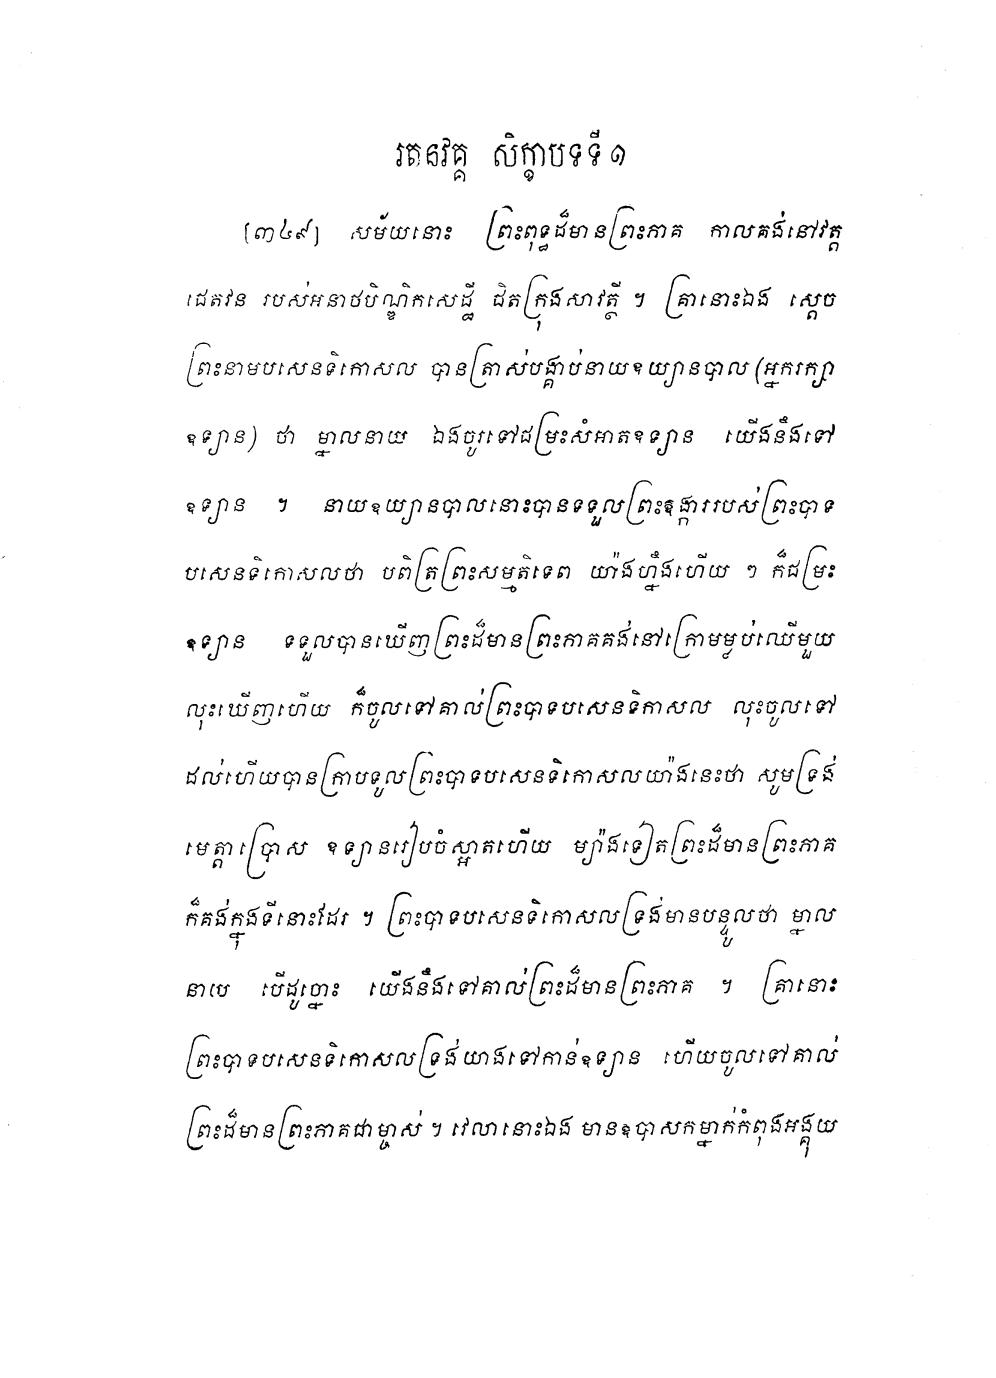 រតនវគ្គ សិក្ខាបទទី១
[៣៤៩] សម័យនោះ ព្រះពុទ្ធដ៏មានព្រះភាគ កាលគង់នៅវត្ត
ជេតវន របស់អនាថបិណ្ឌិកសេដ្ឋី ជិតក្រុងសាវត្ថី ។ គ្រានោះឯង ស្តេច
ព្រះនាមបសេនទិកោសល បានត្រាស់បង្គាប់នាយឧយ្យានបាល (អ្នករក្សា
ឧទ្យាន) ថា ម្នាលនាយ ឯងចូរទៅជម្រះសំអាតឧទ្យាន យើងនឹងទៅ
ឧទ្យាន ។ នាយឧយ្យានបាលនោះបានទទួលព្រះឧង្ការរបស់ព្រះបាទ
បសេនទិកោសលថា បពិត្រព្រះសម្មតិទេព យ៉ាងហ្នឹងហើយ ៗ ក៏ជម្រះ
ឧទ្យាន ទទួលបានឃើញព្រះដ៏មានព្រះភាគគង់នៅក្រោមម្លប់ឈើមួយ
លុះឃើញហើយ ក៏ចូលទៅគាល់ព្រះបាទបសេនទិកោសល លុះចូលទៅ
ដល់ហើយបានក្រាបទូលព្រះបាទបសេនទិកោសលយ៉ាងនេះថា សូមទ្រង់
មេត្តាប្រោស ឧទ្យានរៀបចំស្អាតហើយ ម្យ៉ាងទៀតព្រះដ៏មានព្រះភាគ
ក៏គង់ក្នុងទីនោះដែរ ។ ព្រះបាទបសេនទិកោសលទ្រង់មានបន្ទូលថា ម្នាល
នាយ បើដូច្នោះ យើងនឹងទៅគាល់ព្រះដ៏មានព្រះភាគ ។ គ្រានោះ
ព្រះបាទបសេនទិកោសលទ្រង់យាងទៅកាន់ឧទ្យាន ហើយចូលទៅគាល់
ព្រះដ៏មានព្រះភាគជាម្ចាស់ ។ វេលានោះឯង មានឧបាសកម្នាក់កំពុងអង្គុយ